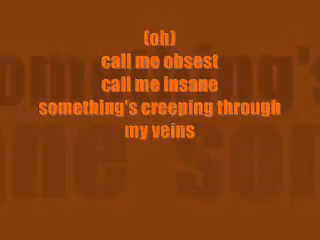 (oh)
call me obsest
call me insane
something's creeping through
my veins